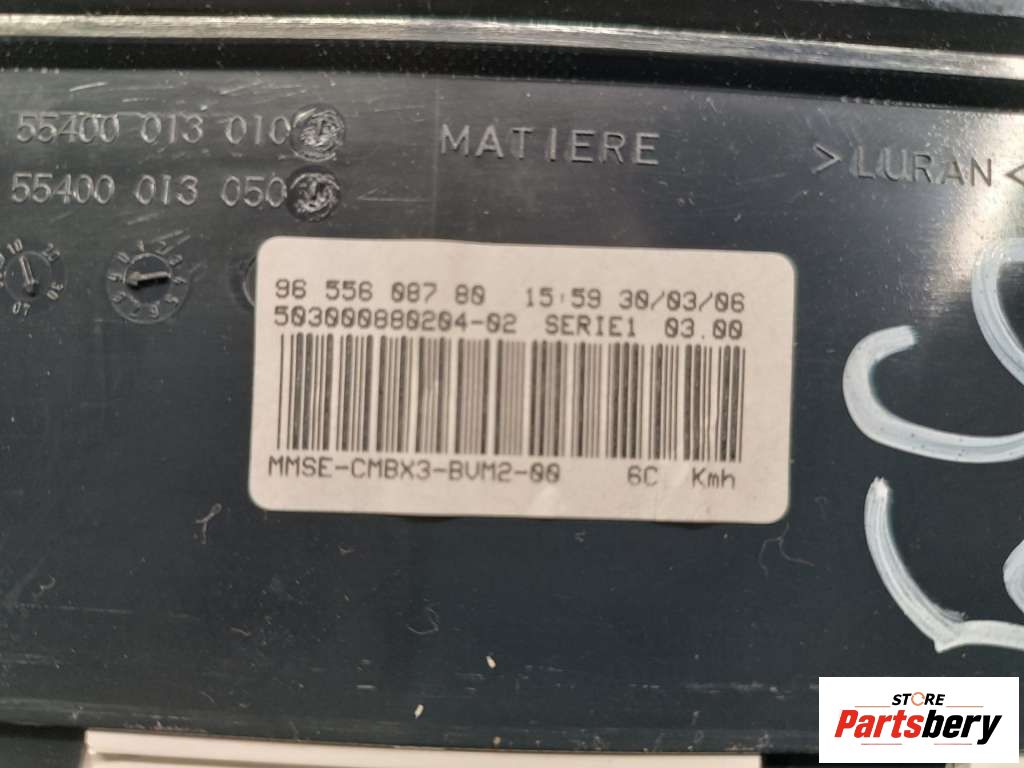 55400 013 010
55400 013 050
MATIERE
>LURAN<
96 556 087 80 15:59 30/03/06
503000880204-02 SERIE1 03.00
MMSE-CMBX3-BVM2-00 6C Kmh
STORE
Partsbery